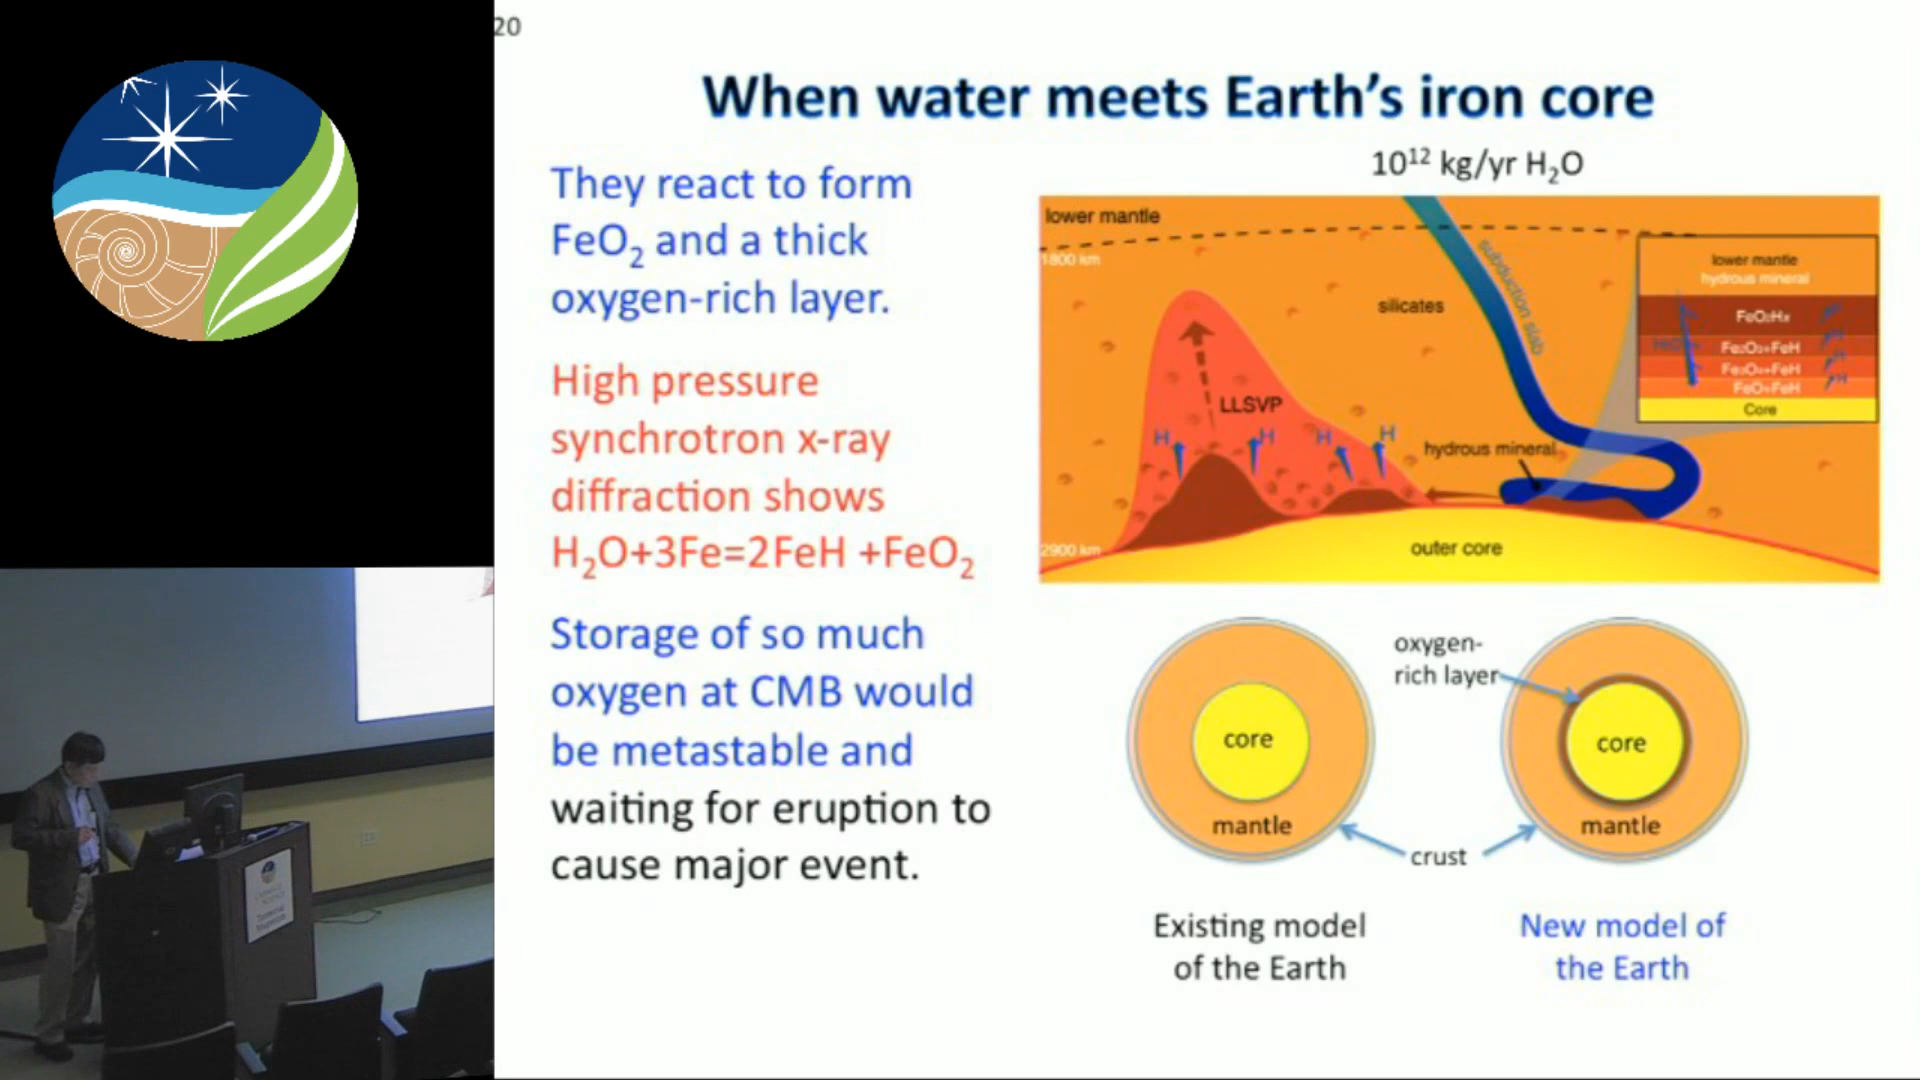 20
When water meets Earth's iron core
They react to form
FeO₂ and a thick
oxygen-rich layer.
High pressure
synchrotron x-ray
diffraction shows
H₂O+3Fe=2FeH +FeO₂
Storage of so much
oxygen at CMB would
be metastable and
waiting for eruption to
cause major event.
10¹² kg/yr H₂O
lower mantle
1800 km
silicates
subduction slab
LLSVP
H
H
H
H
hydrous mineral
2900 km
outer core
lower mantle
hydrous mineral
FeO₂Hx
Fe₂O₃+FeH
Fe₃O₄+FeH
FeO+FeH
Core
oxygen-
rich layer
core
mantle
core
mantle
crust
Existing model
of the Earth
New model of
the Earth